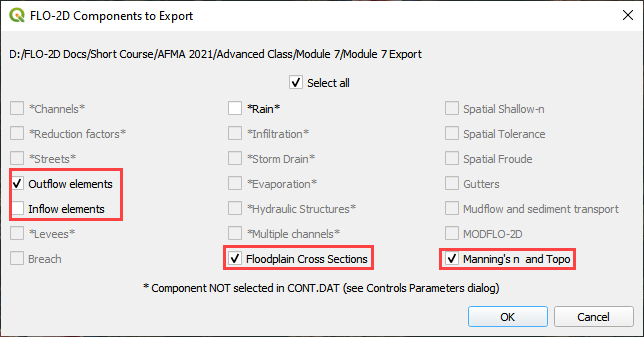 FLO-2D Components to Export
D:/FLO-2D Docs/Short Course/AFMA 2021/Advanced Class/Module 7/Module 7 Export
Select all
*Channels*
*Rain*
Spatial Shallow-n
*Reduction factors*
*Infiltration*
Spatial Tolerance
*Streets*
*Storm Drain*
Spatial Froude
Outflow elements
*Evaporation*
Gutters
Inflow elements
*Hydraulic Structures*
Mudflow and sediment transport
*Levees*
*Multiple channels*
MODFLO-2D
Breach
Floodplain Cross Sections
Manning's n and Topo
* Component NOT selected in CONT.DAT (see Controls Parameters dialog)
OK
Cancel